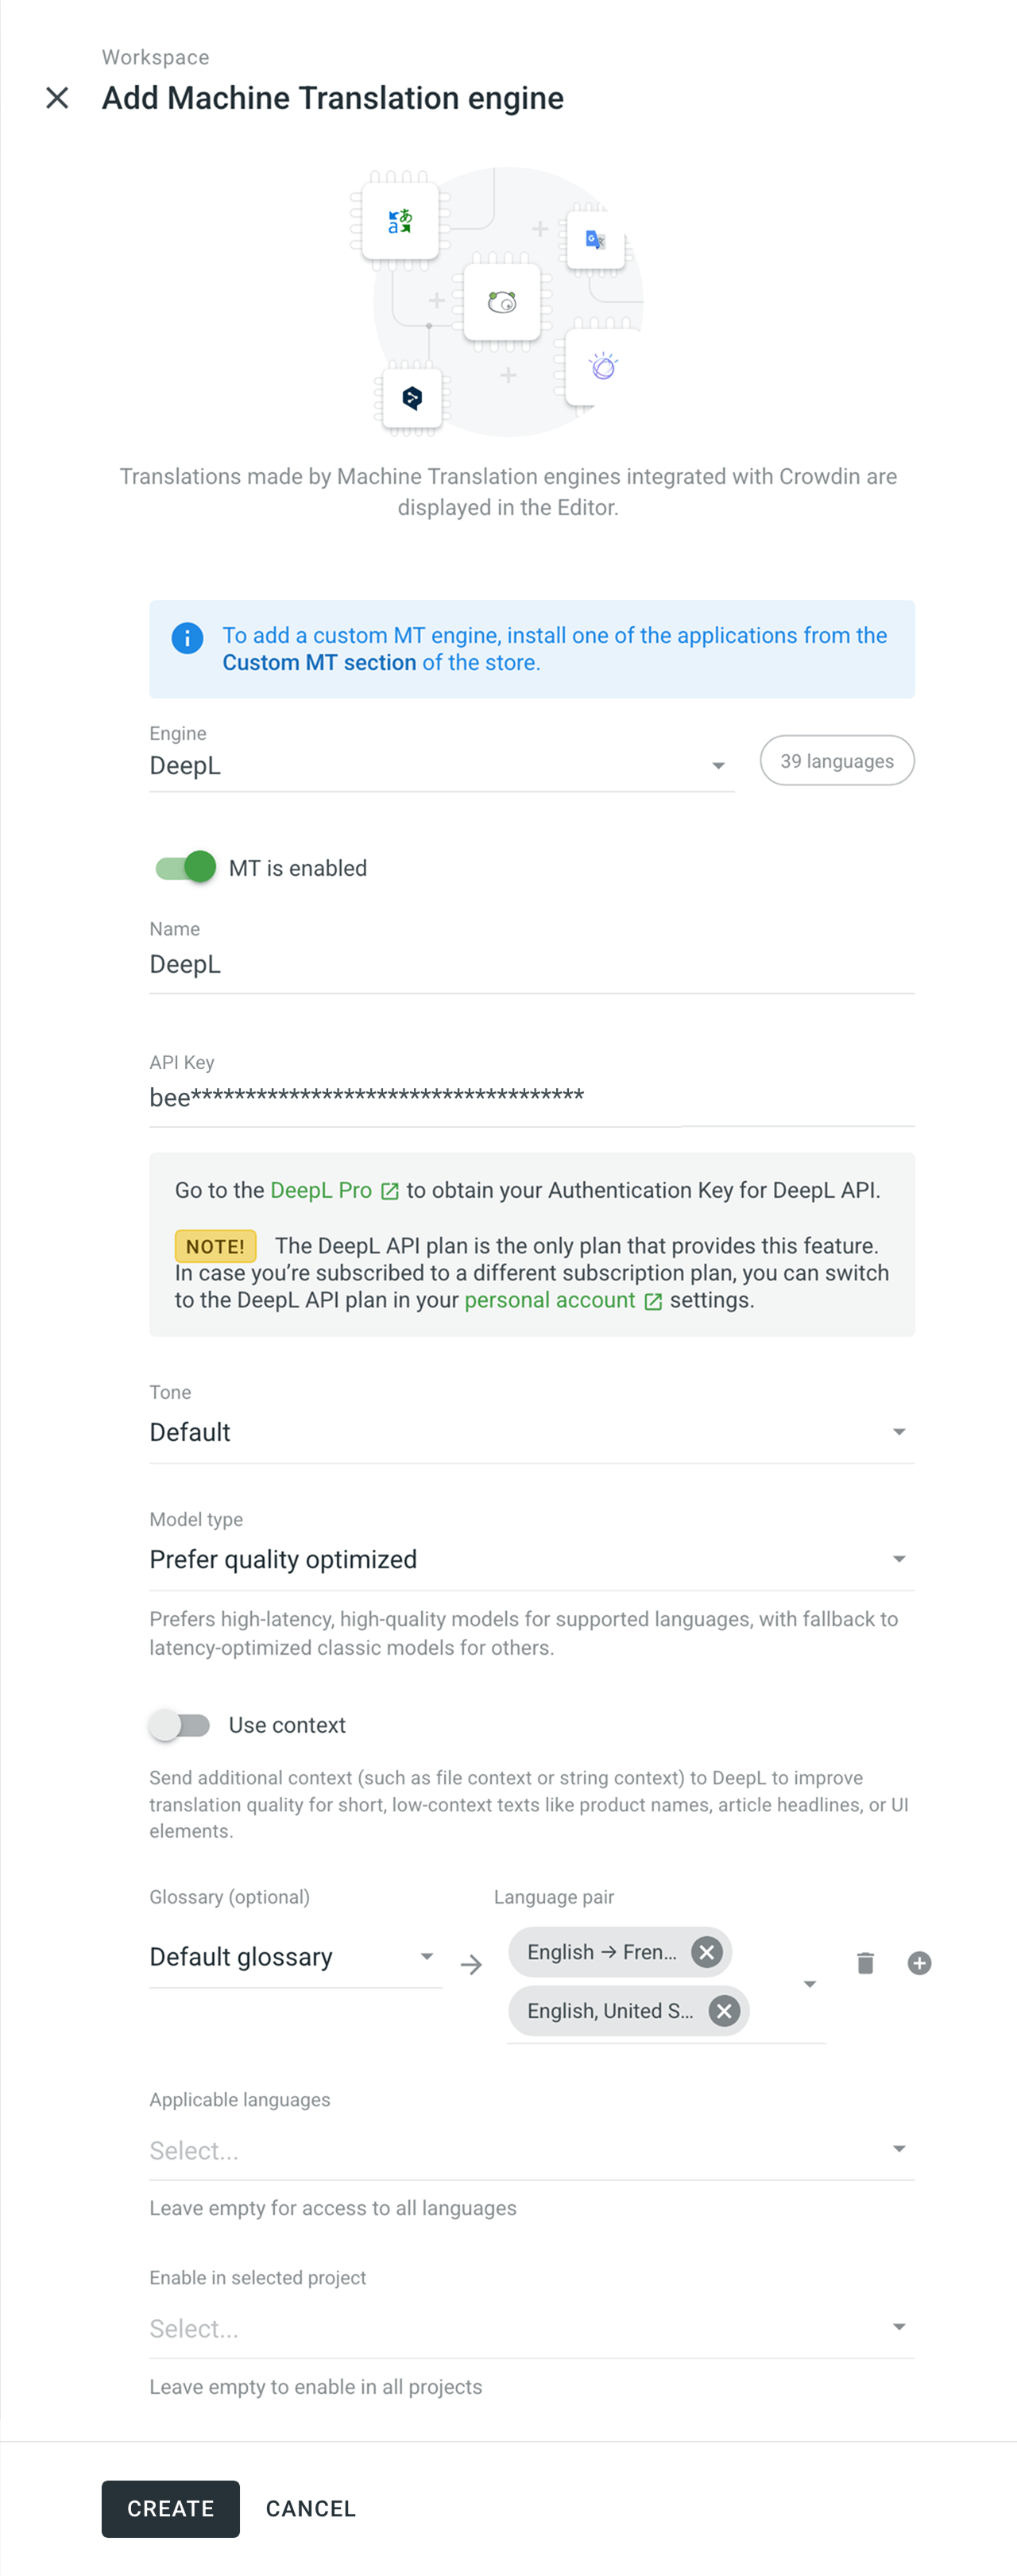 Workspace
Add Machine Translation engine
Translations made by Machine Translation engines integrated with Crowdin are
displayed in the Editor.
To add a custom MT engine, install one of the applications from the
Custom MT section of the store.
Engine
DeepL
39 languages
MT is enabled
Name
DeepL
API Key
bee************************************
Go to the DeepL Pro to obtain your Authentication Key for DeepL API.
NOTE! The DeepL API plan is the only plan that provides this feature.
In case you’re subscribed to a different subscription plan, you can switch
to the DeepL API plan in your personal account settings.
Tone
Default
Model type
Prefer quality optimized
Prefers high-latency, high-quality models for supported languages, with fallback to
latency-optimized classic models for others.
Use context
Send additional context (such as file context or string context) to DeepL to improve
translation quality for short, low-context texts like product names, article headlines, or UI
elements.
Glossary (optional)
Language pair
Default glossary
English → Fren...
English, United S...
Applicable languages
Select...
Leave empty for access to all languages
Enable in selected project
Select...
Leave empty to enable in all projects
CREATE
CANCEL